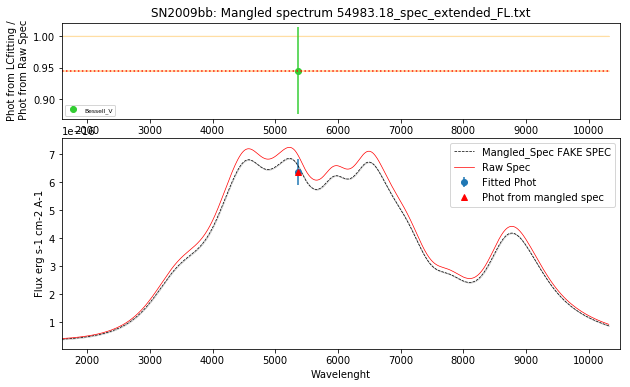 SN2009bb: Mangled spectrum 54983.18_spec_extended_FL.txt
Phot from LCfitting /
Phot from Raw Spec
1.00
0.95
0.90
Bessell_V
2000 3000 4000 5000 6000 7000 8000 9000 10000
1e−16
Flux erg s-1 cm-2 A-1
7
6
5
4
3
2
1
Mangled_Spec FAKE SPEC
Raw Spec
Fitted Phot
Phot from mangled spec
2000 3000 4000 5000 6000 7000 8000 9000 10000
Wavelenght